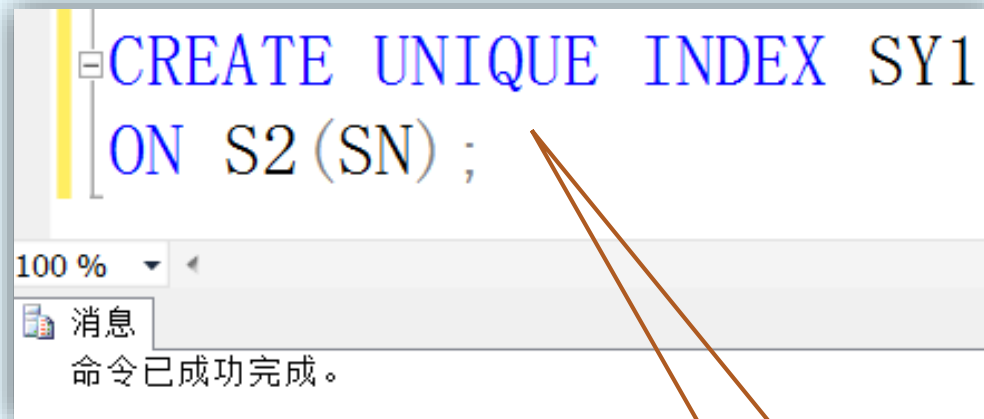 CREATE UNIQUE INDEX SY1
ON S2(SN);
100 %
消息
命令已成功完成。